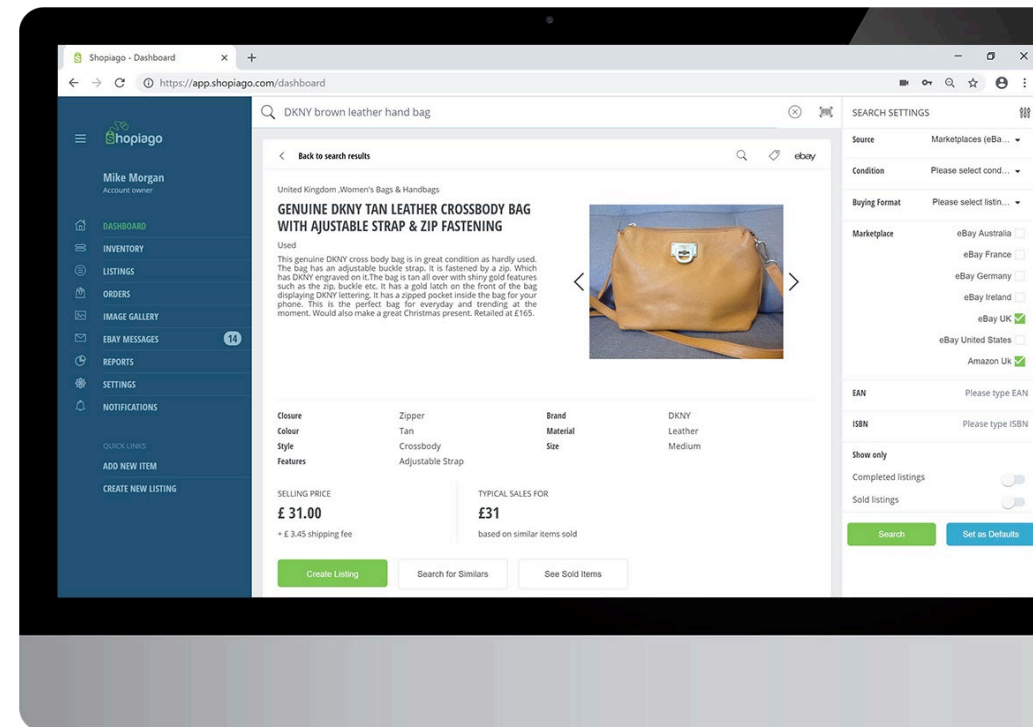 Shopiago - Dashboard
https://app.shopiago.com/dashboard
Shopiago
Mike Morgan
Account owner
DASHBOARD
INVENTORY
LISTINGS
ORDERS
IMAGE GALLERY
EBAY MESSAGES 14
REPORTS
SETTINGS
NOTIFICATIONS
QUICK LINKS
ADD NEW ITEM
CREATE NEW LISTING
DKNY brown leather hand bag
Back to search results
ebay
United Kingdom ,Women's Bags & Handbags
GENUINE DKNY TAN LEATHER CROSSBODY BAG
WITH AJUSTABLE STRAP & ZIP FASTENING
Used
This genuine DKNY cross body bag is in great condition as hardly used.
The bag has an adjustable buckle strap. It is fastened by a zip. Which
has DKNY engraved on it.The bag is tan all over with shiny gold features
such as the zip, buckle etc. It has a gold latch on the front of the bag
displaying DKNY lettering. It has a zipped pocket inside the bag for your
phone. This is the perfect bag for everyday and trending at the
moment. Would also make a great Christmas present. Retailed at £165.
Closure Zipper Brand DKNY
Colour Tan Material Leather
Style Crossbody Size Medium
Features Adjustable Strap
SELLING PRICE TYPICAL SALES FOR
£ 31.00 £31
+ £ 3.45 shipping fee based on similar items sold
Create Listing Search for Similars See Sold Items
SEARCH SETTINGS
Source Marketplaces (eBa...
Condition Please select cond...
Buying Format Please select listin...
Marketplace eBay Australia
eBay France
eBay Germany
eBay Ireland
eBay UK
eBay United States
Amazon Uk
EAN Please type EAN
ISBN Please type ISBN
Show only
Completed listings
Sold listings
Search Set as Defaults